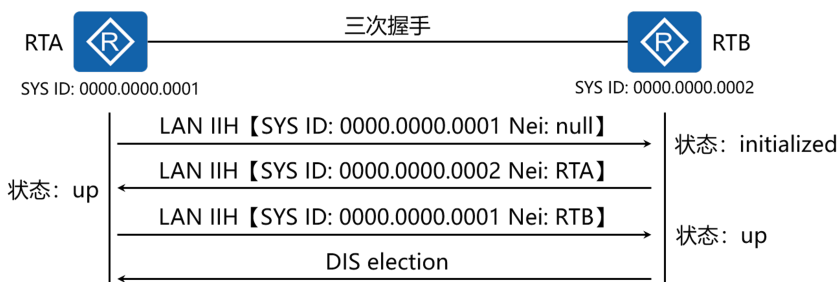 三次握手
RTA
R
R
RTB
SYS ID: 0000.0000.0001
SYS ID: 0000.0000.0002
LAN IIH【SYS ID: 0000.0000.0001 Nei: null】
状态：initialized
LAN IIH【SYS ID: 0000.0000.0002 Nei: RTA】
状态：up
LAN IIH【SYS ID: 0000.0000.0001 Nei: RTB】
状态：up
DIS election